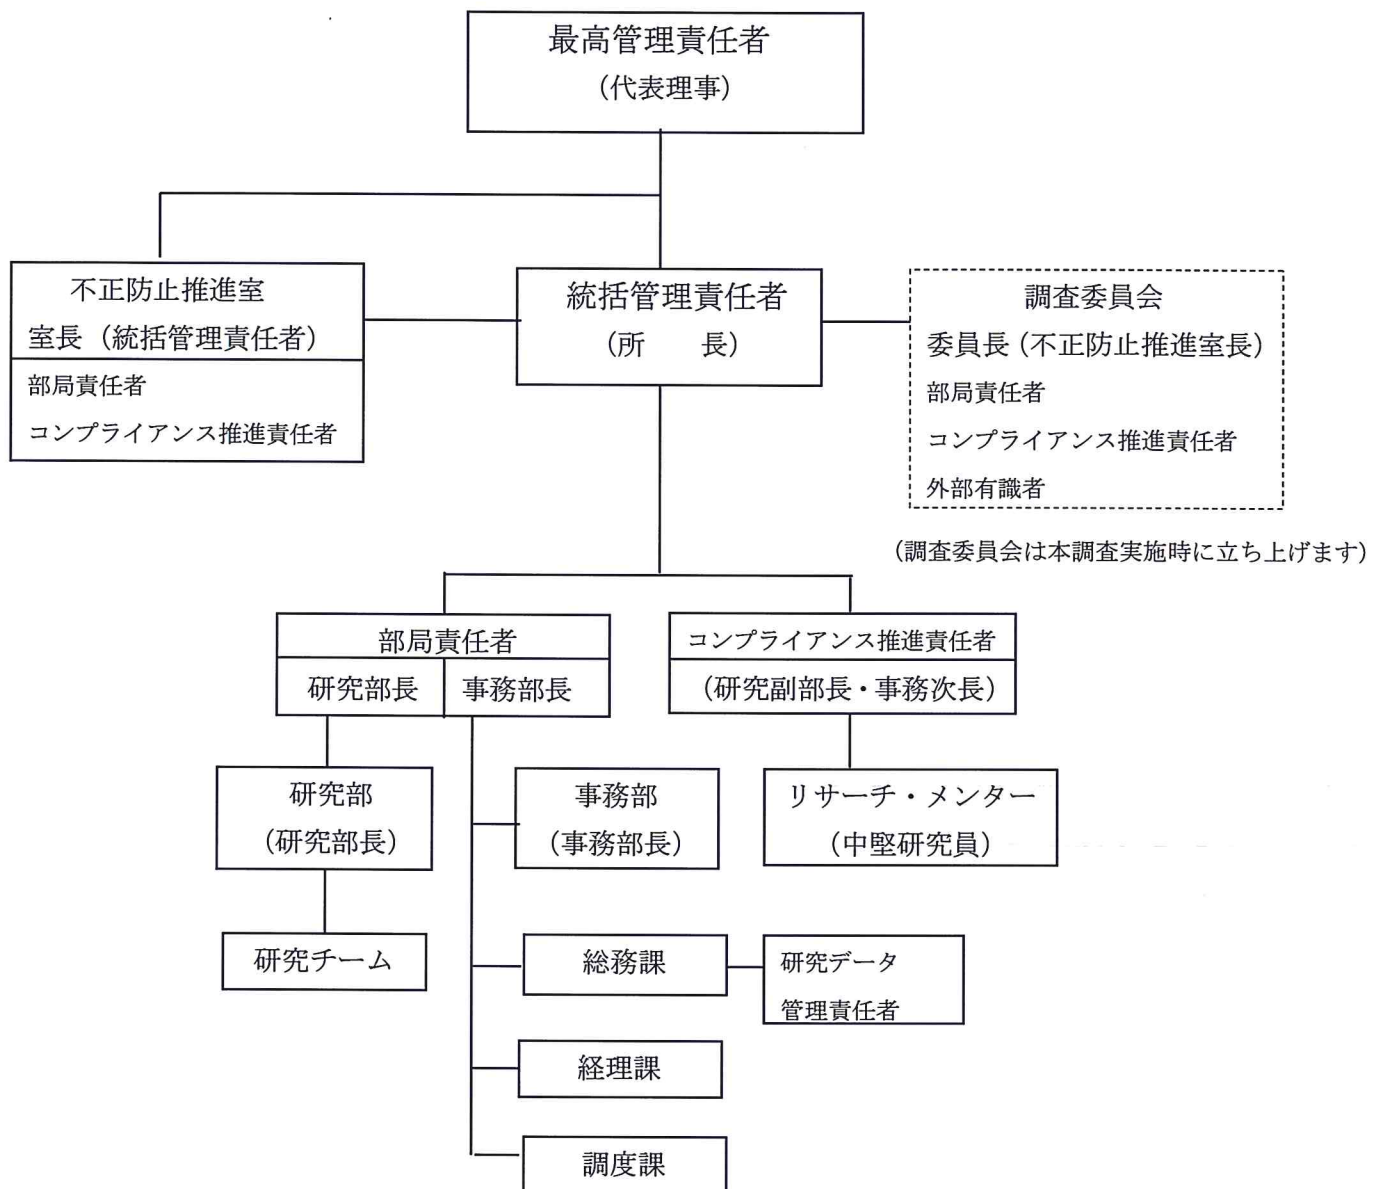 最高管理責任者
（代表理事）
不正防止推進室
室長（統括管理責任者）
部局責任者
コンプライアンス推進責任者
統括管理責任者
（所　　長）
調査委員会
委員長（不正防止推進室長）
部局責任者
コンプライアンス推進責任者
外部有識者
（調査委員会は本調査実施時に立ち上げます）
部局責任者
研究部長
事務部長
コンプライアンス推進責任者
（研究副部長・事務次長）
研究部
（研究部長）
事務部
（事務部長）
リサーチ・メンター
（中堅研究員）
研究チーム
総務課
研究データ
管理責任者
経理課
調度課